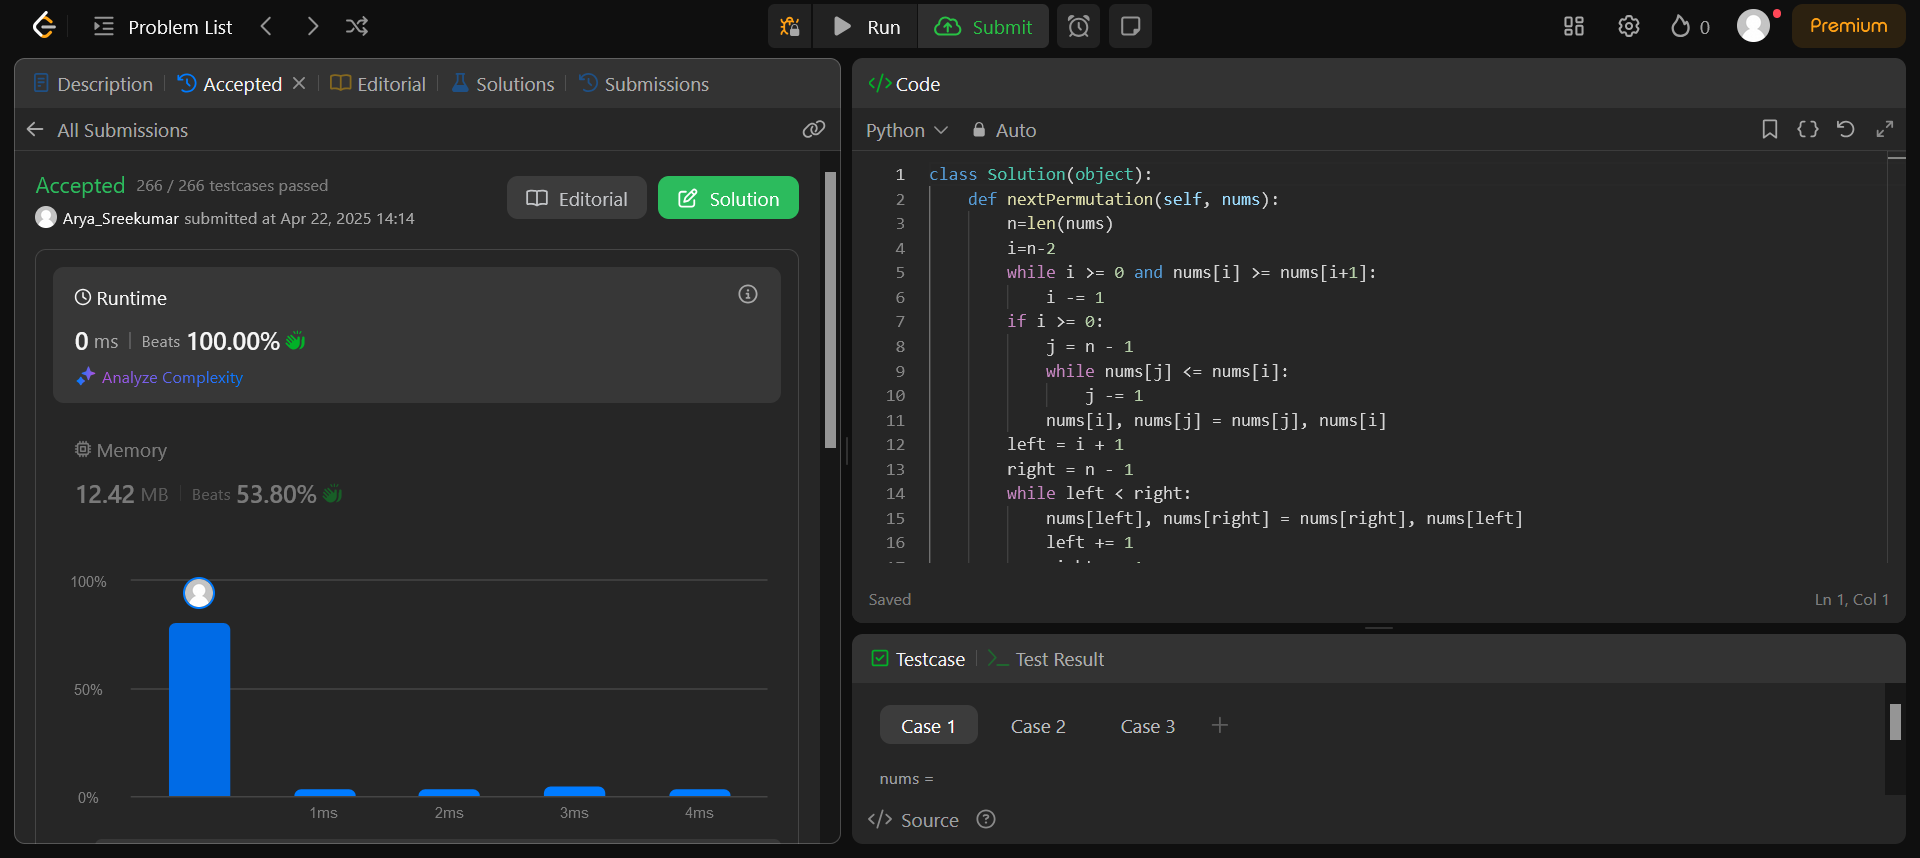 Problem List
Run
Submit
0
Premium
Description
Accepted
Editorial
Solutions
Submissions
All Submissions
Accepted 266 / 266 testcases passed
Arya_Sreekumar submitted at Apr 22, 2025 14:14
Editorial
Solution
Runtime
0 ms Beats 100.00%
Analyze Complexity
Memory
12.42 MB Beats 53.80%
100%
50%
0%
1ms 2ms 3ms 4ms
</> Code
Python Auto
1 class Solution(object):
2 def nextPermutation(self, nums):
3 n=len(nums)
4 i=n-2
5 while i >= 0 and nums[i] >= nums[i+1]:
6 i -= 1
7 if i >= 0:
8 j = n - 1
9 while nums[j] <= nums[i]:
10 j -= 1
11 nums[i], nums[j] = nums[j], nums[i]
12 left = i + 1
13 right = n - 1
14 while left < right:
15 nums[left], nums[right] = nums[right], nums[left]
16 left += 1
Saved
Ln 1, Col 1
Testcase
Test Result
Case 1 Case 2 Case 3 +
nums =
</> Source